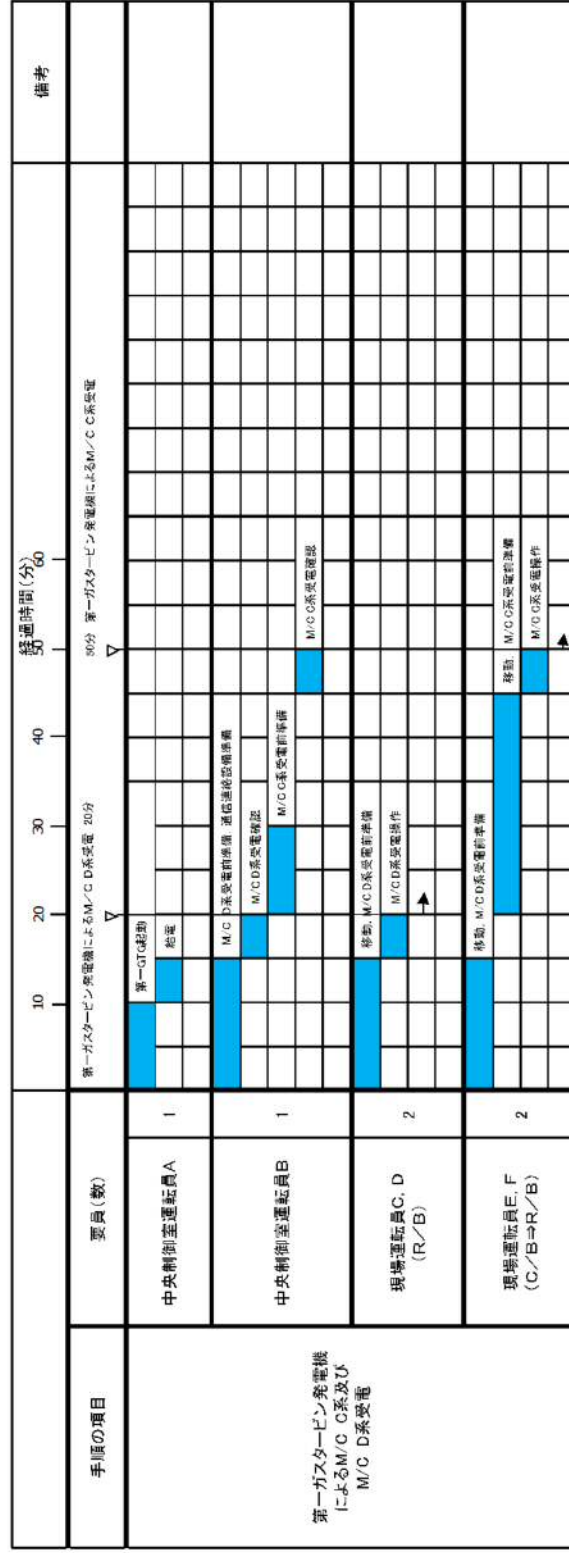 手順の項目
要員(数)
経過時間(分)
備考
10
20
30
40
50
60
第一ガスタービン発電機によるM/C D系受電 20分
50分 第一ガスタービン発電機によるM/C C系受電
第一ガスタービン発電機
によるM/C C系及び
M/C D系受電
中央制御室運転員A
1
第一GTG起動
給電
中央制御室運転員B
1
M/C D系受電前準備, 通信連絡設備準備
M/C D系受電確認
M/C C系受電前準備
M/C C系受電確認
現場運転員C, D
(R/B)
2
移動, M/C D系受電前準備
M/C D系受電操作
現場運転員E, F
(C/B⇒R/B)
2
移動, M/C D系受電前準備
移動, M/C C系受電前準備
M/C C系受電操作